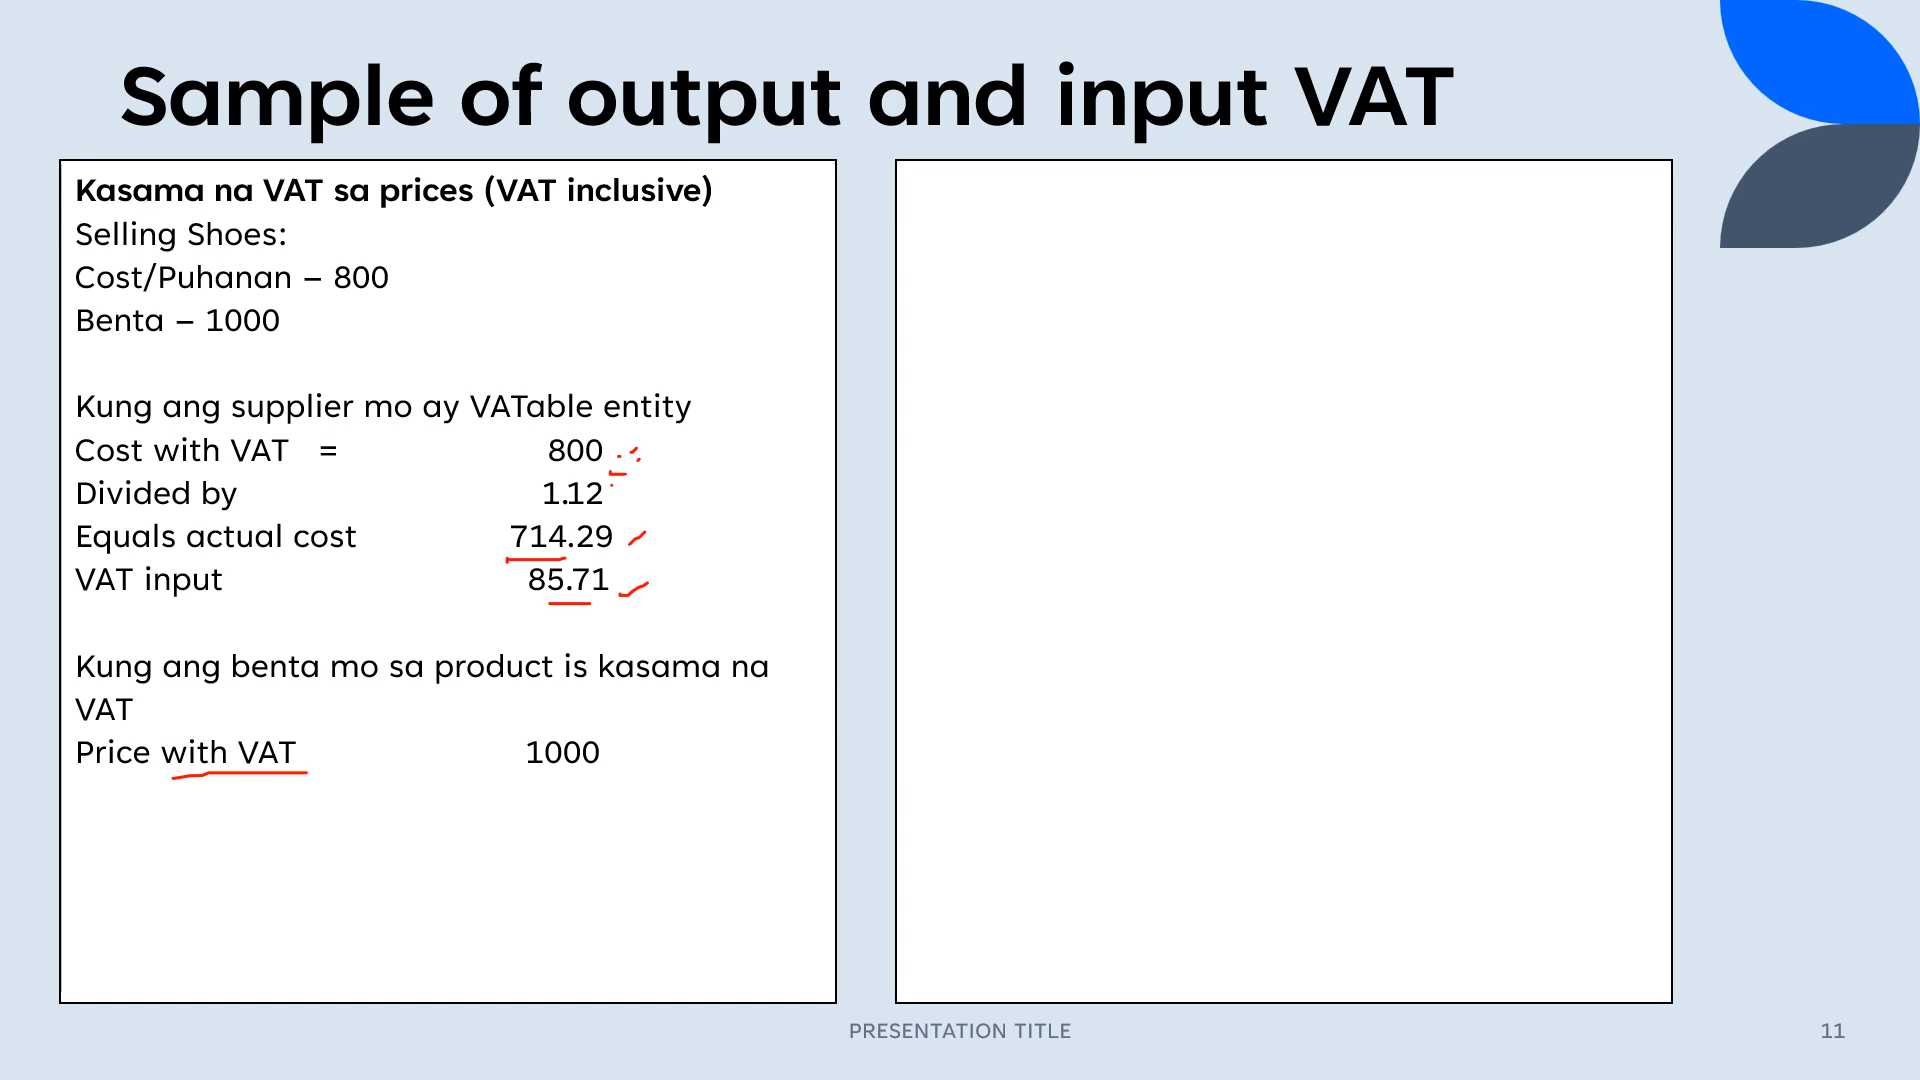 Sample of output and input VAT
Kasama na VAT sa prices (VAT inclusive)
Selling Shoes:
Cost/Puhanan – 800
Benta – 1000
Kung ang supplier mo ay VATable entity
Cost with VAT = 800
Divided by 1.12
Equals actual cost 714.29
VAT input 85.71
Kung ang benta mo sa product is kasama na
VAT
Price with VAT 1000
PRESENTATION TITLE
11